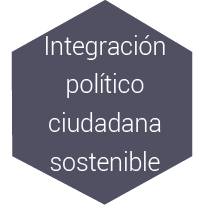 Integración
político
ciudadana
sostenible